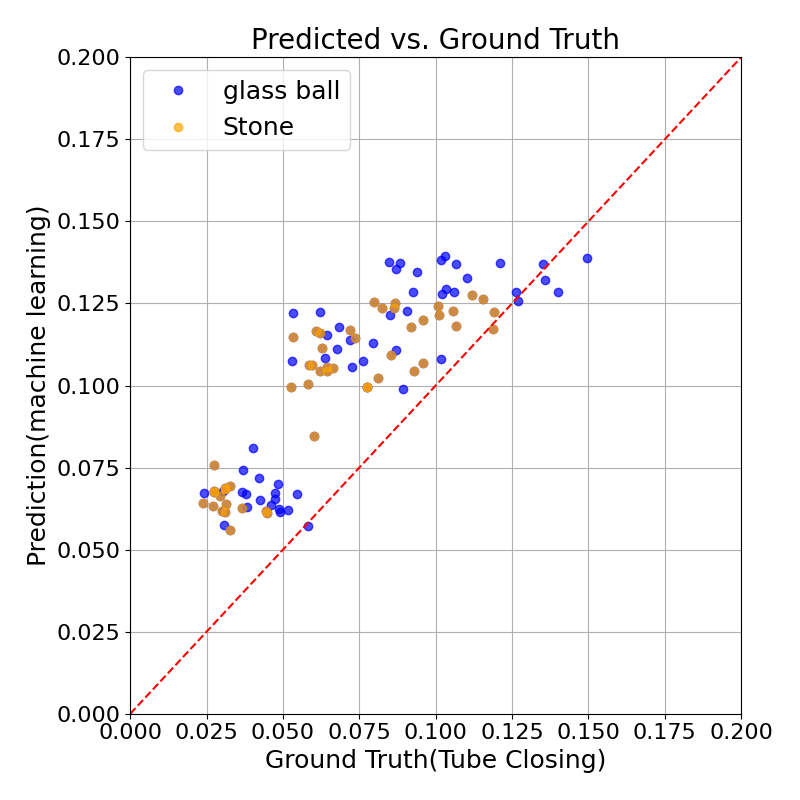 Predicted vs. Ground Truth
glass ball
Stone
0.200
0.175
0.150
0.125
0.100
0.075
0.050
0.025
0.000
Prediction(machine learning)
0.000 0.025 0.050 0.075 0.100 0.125 0.150 0.175 0.200
Ground Truth(Tube Closing)